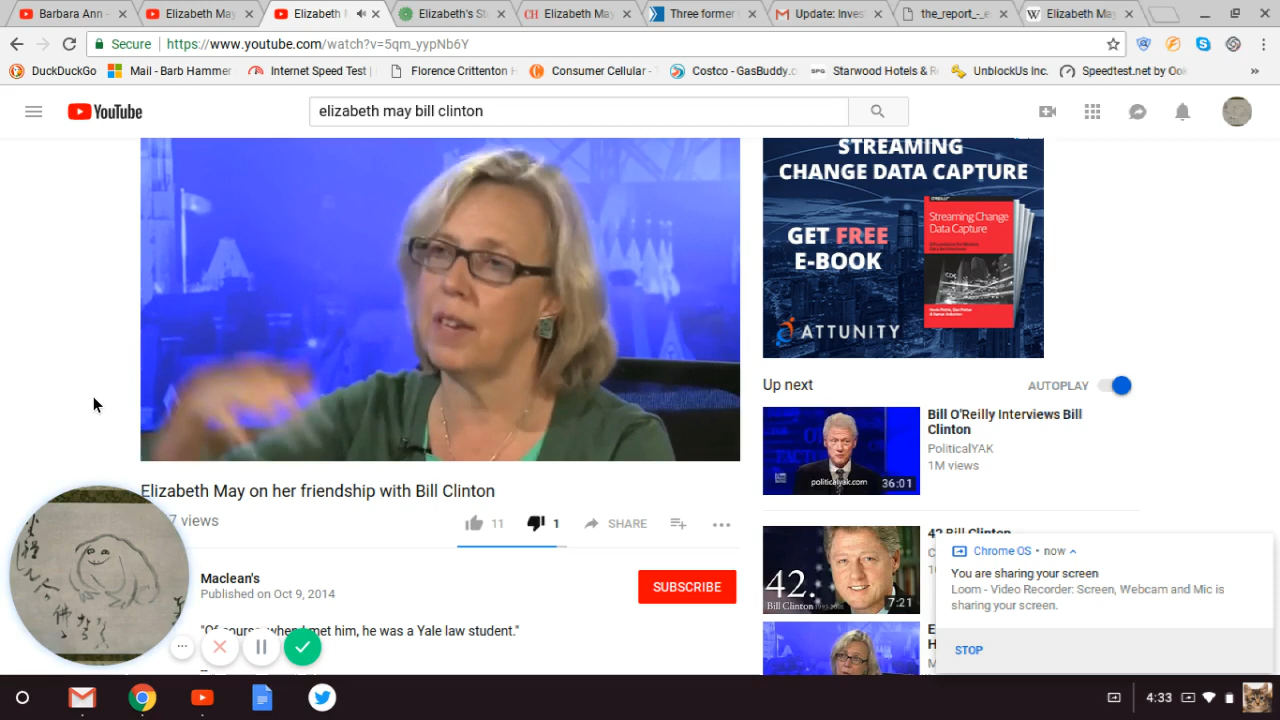 Barbara Ann -
Elizabeth May
Elizabeth M
Elizabeth's St
CH Elizabeth May
Three former
Update: Inves
the_report_-_e
W Elizabeth May
Secure https://www.youtube.com/watch?v=5qm_yypNb6Y
DuckDuckGo
Mail - Barb Hammer
Internet Speed Test |
Florence Crittenton H
Consumer Cellular -
Costco - GasBuddy.c
SPG Starwood Hotels & R
UnblockUs Inc.
Speedtest.net by Ook
»
YouTube
elizabeth may bill clinton
STREAMING
CHANGE DATA CAPTURE
GET FREE
E-BOOK
O'REILLY
Streaming Change
Data Capture
ATTUNITY
Up next
AUTOPLAY
Bill O'Reilly Interviews Bill
Clinton
PoliticalYAK
1M views
politicalyak.com
36:01
Elizabeth May on her friendship with Bill Clinton
7 views
11
1
SHARE
42 Bill Clinton
42.
Bill Clinton
7:21
Maclean's
Published on Oct 9, 2014
SUBSCRIBE
"Of course, when I met him, he was a Yale law student."
Chrome OS • now
You are sharing your screen
Loom - Video Recorder: Screen, Webcam and Mic is
sharing your screen.
STOP
4:33